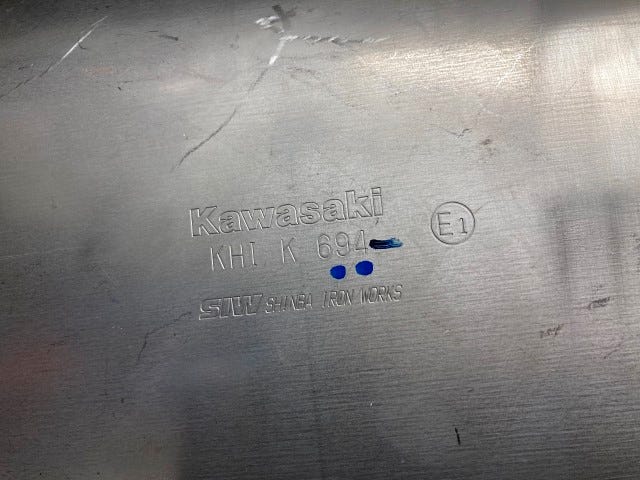 Kawasaki
KHI K 694
E1
SIW SHINBA IRON WORKS